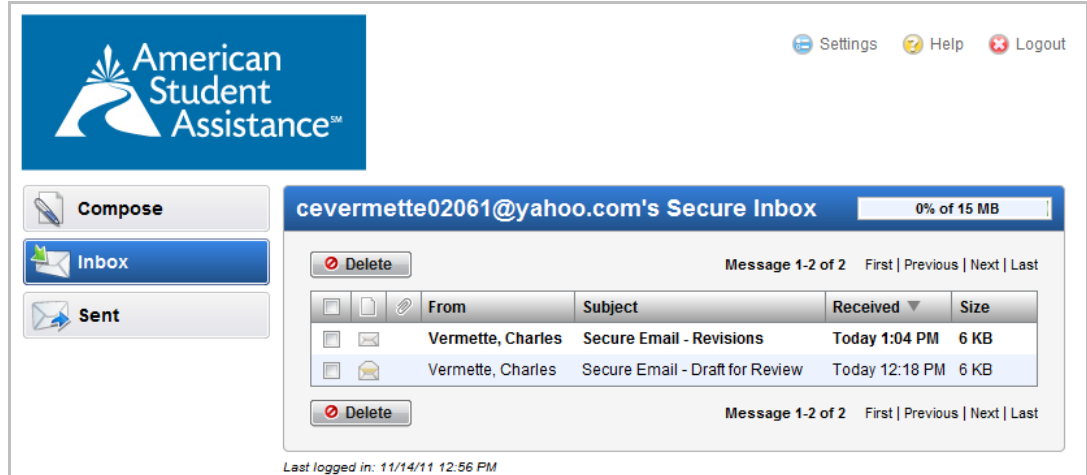 American
Student
Assistance℠
Settings Help Logout
Compose
Inbox
Sent
cevermette02061@yahoo.com's Secure Inbox 0% of 15 MB
Delete Message 1-2 of 2 First | Previous | Next | Last
From Subject Received Size
Vermette, Charles Secure Email - Revisions Today 1:04 PM 6 KB
Vermette, Charles Secure Email - Draft for Review Today 12:18 PM 6 KB
Delete Message 1-2 of 2 First | Previous | Next | Last
Last logged in: 11/14/11 12:56 PM